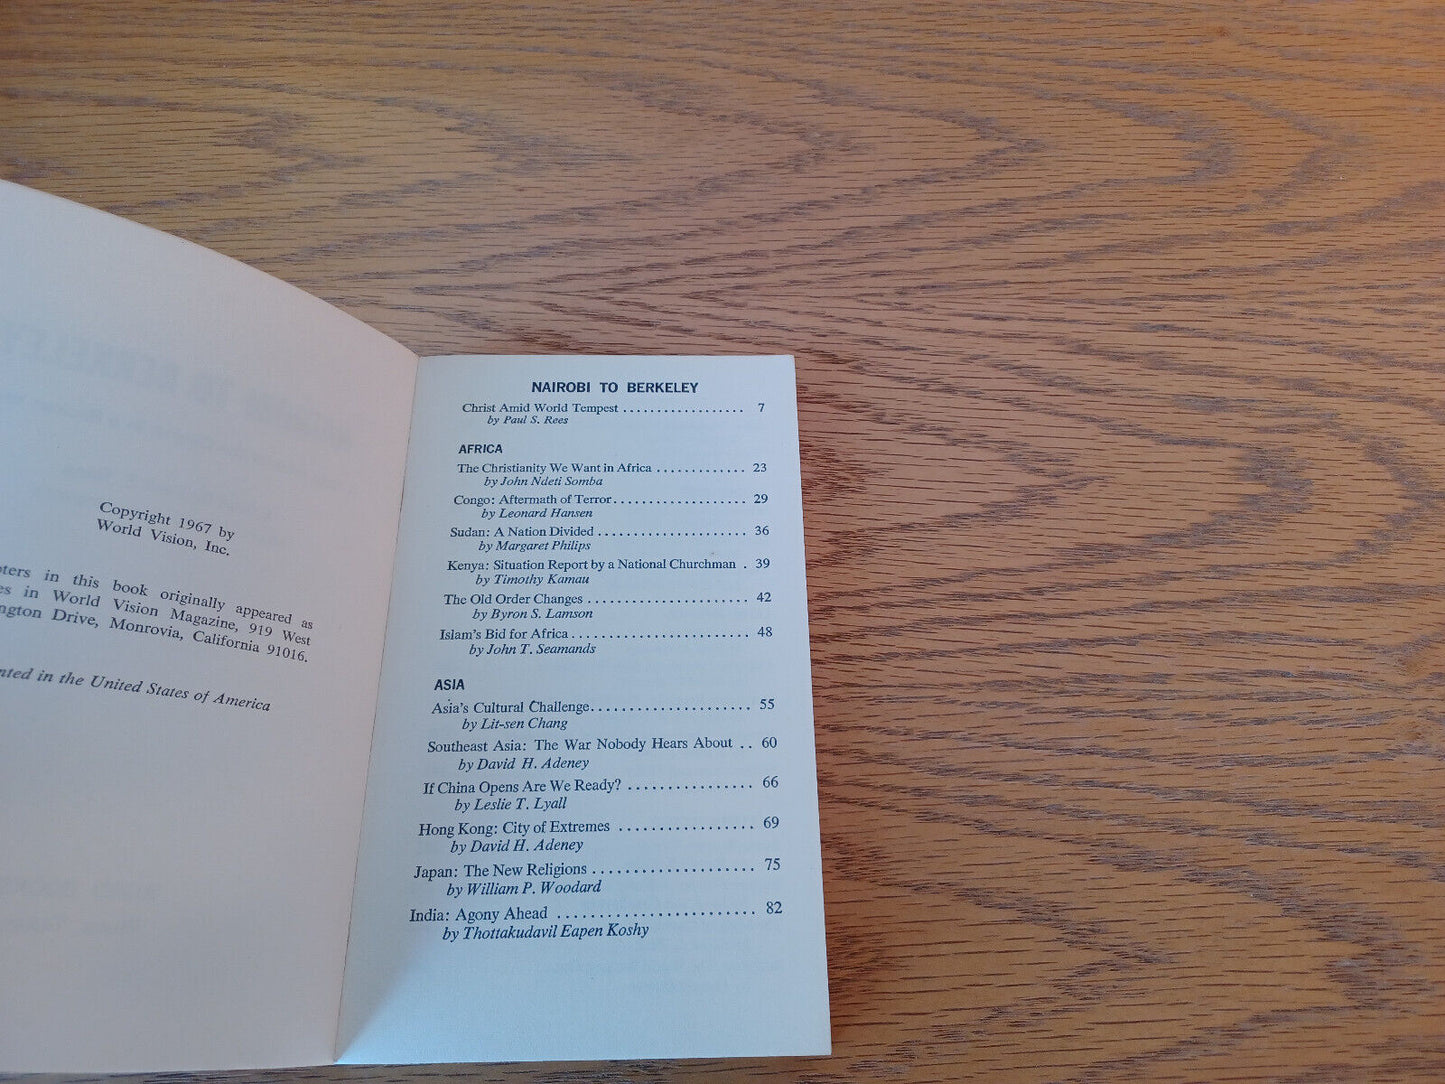 Copyright 1967 by
World Vision, Inc.
in this book originally appeared as
in World Vision Magazine, 919 West
Drive, Monrovia, California 91016.
in the United States of America
NAIROBI TO BERKELEY
Christ Amid World Tempest .................. 7
by Paul S. Rees
AFRICA
The Christianity We Want in Africa ............. 23
by John Ndeti Somba
Congo: Aftermath of Terror................... 29
by Leonard Hansen
Sudan: A Nation Divided ..................... 36
by Margaret Philips
Kenya: Situation Report by a National Churchman . 39
by Timothy Kamau
The Old Order Changes ....................... 42
by Byron S. Lamson
Islam's Bid for Africa.......................... 48
by John T. Seamands
ASIA
Asia's Cultural Challenge....................... 55
by Lit-sen Chang
Southeast Asia: The War Nobody Hears About .. 60
by David H. Adeney
If China Opens Are We Ready? ................ 66
by Leslie T. Lyall
Hong Kong: City of Extremes ................. 69
by David H. Adeney
Japan: The New Religions ..................... 75
by William P. Woodard
India: Agony Ahead ......................... 82
by Thottakudavil Eapen Koshy